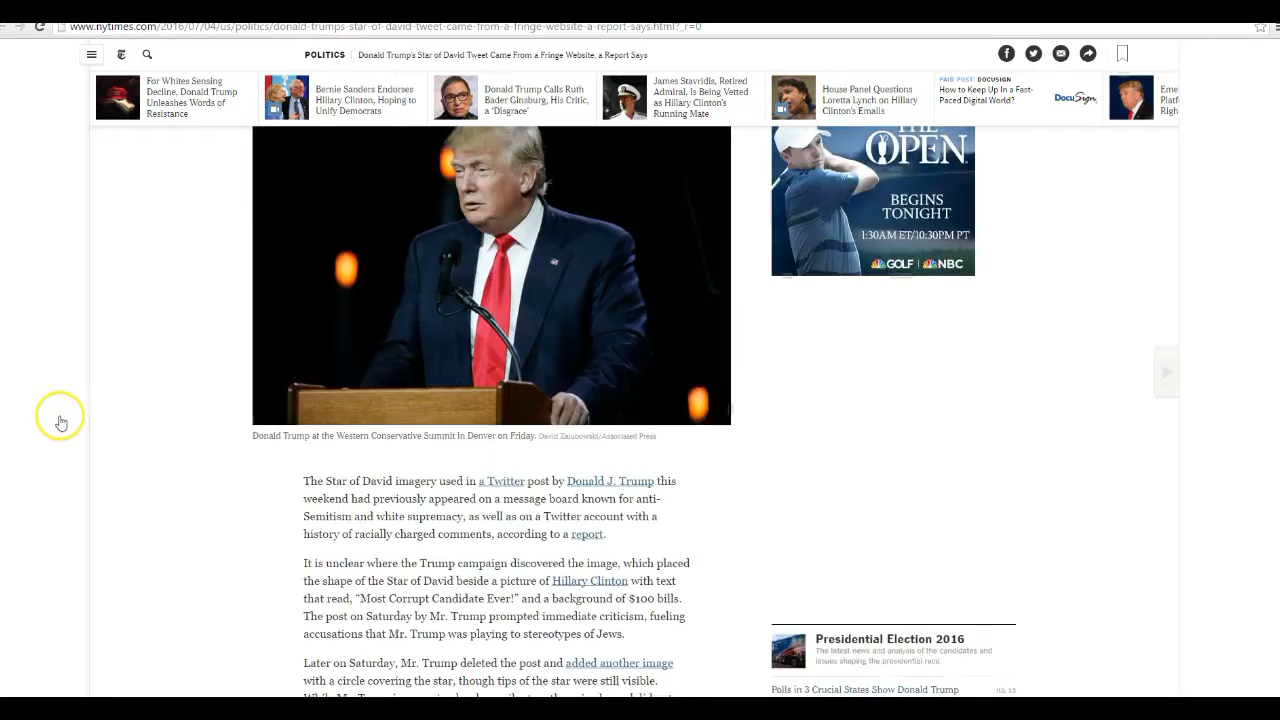 www.nytimes.com/2016/07/04/us/politics/donald-trumps-star-of-david-tweet-came-from-a-fringe-website-a-report-says.html?_r=0
POLITICS Donald Trump's Star of David Tweet Came From a Fringe Website, a Report Says
For Whites Sensing
Decline, Donald Trump
Unleashes Words of
Resistance
Bernie Sanders Endorses
Hillary Clinton, Hoping to
Unify Democrats
Donald Trump Calls Ruth
Bader Ginsburg, His Critic,
a 'Disgrace'
James Stavridis, Retired
Admiral, Is Being Vetted
as Hillary Clinton's
Running Mate
House Panel Questions
Loretta Lynch on Hillary
Clinton's Emails
PAID POST: DOCUSIGN
How to Keep Up In a Fast-
Paced Digital World?
DocuSign
Eme
Platf
Righ
THE
OPEN
BEGINS
TONIGHT
1:30AM ET/10:30PM PT
GOLF NBC
Donald Trump at the Western Conservative Summit in Denver on Friday. David Zalubowski/Associated Press
The Star of David imagery used in a Twitter post by Donald J. Trump this
weekend had previously appeared on a message board known for anti-
Semitism and white supremacy, as well as on a Twitter account with a
history of racially charged comments, according to a report.
It is unclear where the Trump campaign discovered the image, which placed
the shape of the Star of David beside a picture of Hillary Clinton with text
that read, “Most Corrupt Candidate Ever!” and a background of $100 bills.
The post on Saturday by Mr. Trump prompted immediate criticism, fueling
accusations that Mr. Trump was playing to stereotypes of Jews.
Later on Saturday, Mr. Trump deleted the post and added another image
with a circle covering the star, though tips of the star were still visible.
Presidential Election 2016
The latest news and analysis of the candidates and
issues shaping the presidential race.
Polls in 3 Crucial States Show Donald Trump JUL 13